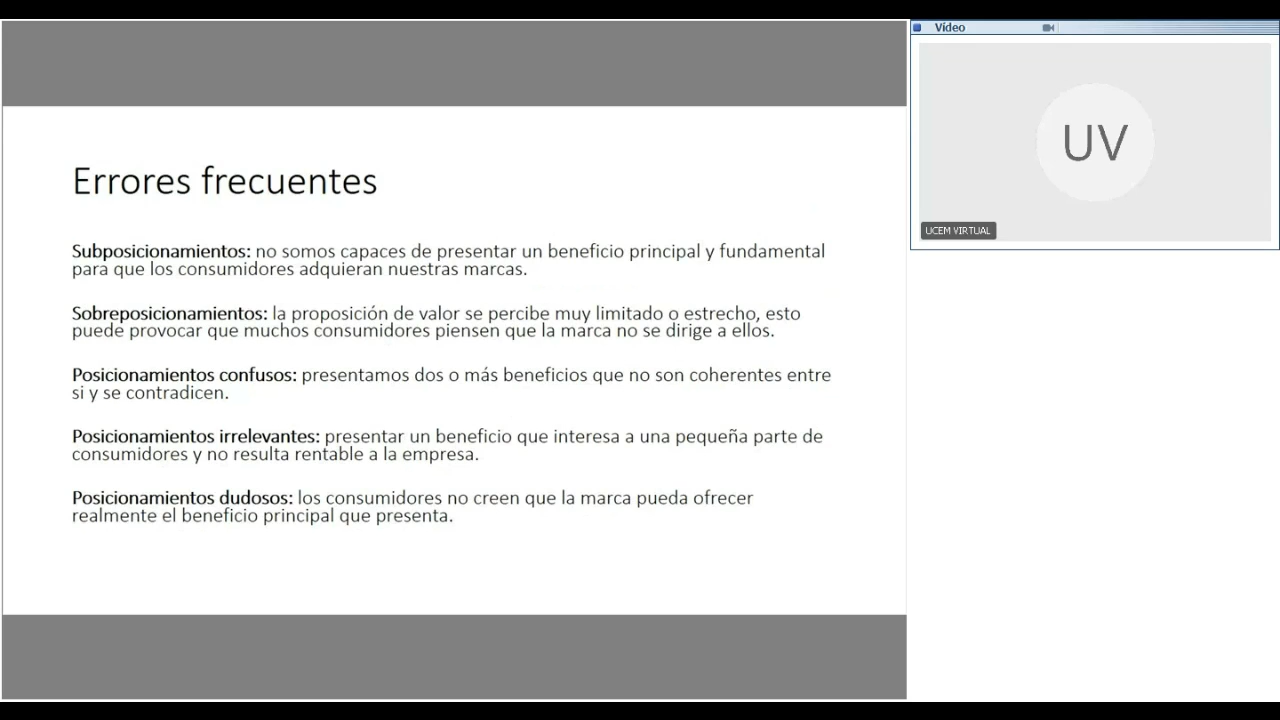 Errores frecuentes
Subposicionamientos: no somos capaces de presentar un beneficio principal y fundamental
para que los consumidores adquieran nuestras marcas.
Sobreposicionamientos: la proposición de valor se percibe muy limitado o estrecho, esto
puede provocar que muchos consumidores piensen que la marca no se dirige a ellos.
Posicionamientos confusos: presentamos dos o más beneficios que no son coherentes entre
si y se contradicen.
Posicionamientos irrelevantes: presentar un beneficio que interesa a una pequeña parte de
consumidores y no resulta rentable a la empresa.
Posicionamientos dudosos: los consumidores no creen que la marca pueda ofrecer
realmente el beneficio principal que presenta.
Vídeo
UV
UCEM VIRTUAL